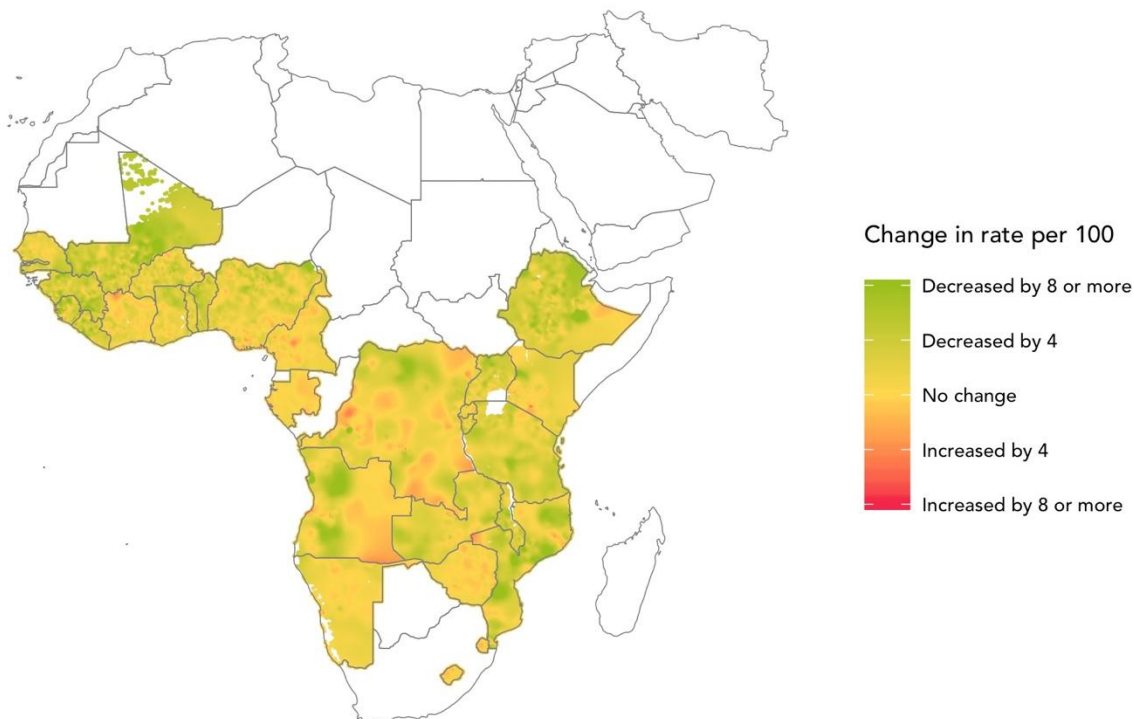 Change in rate per 100
Decreased by 8 or more
Decreased by 4
No change
Increased by 4
Increased by 8 or more